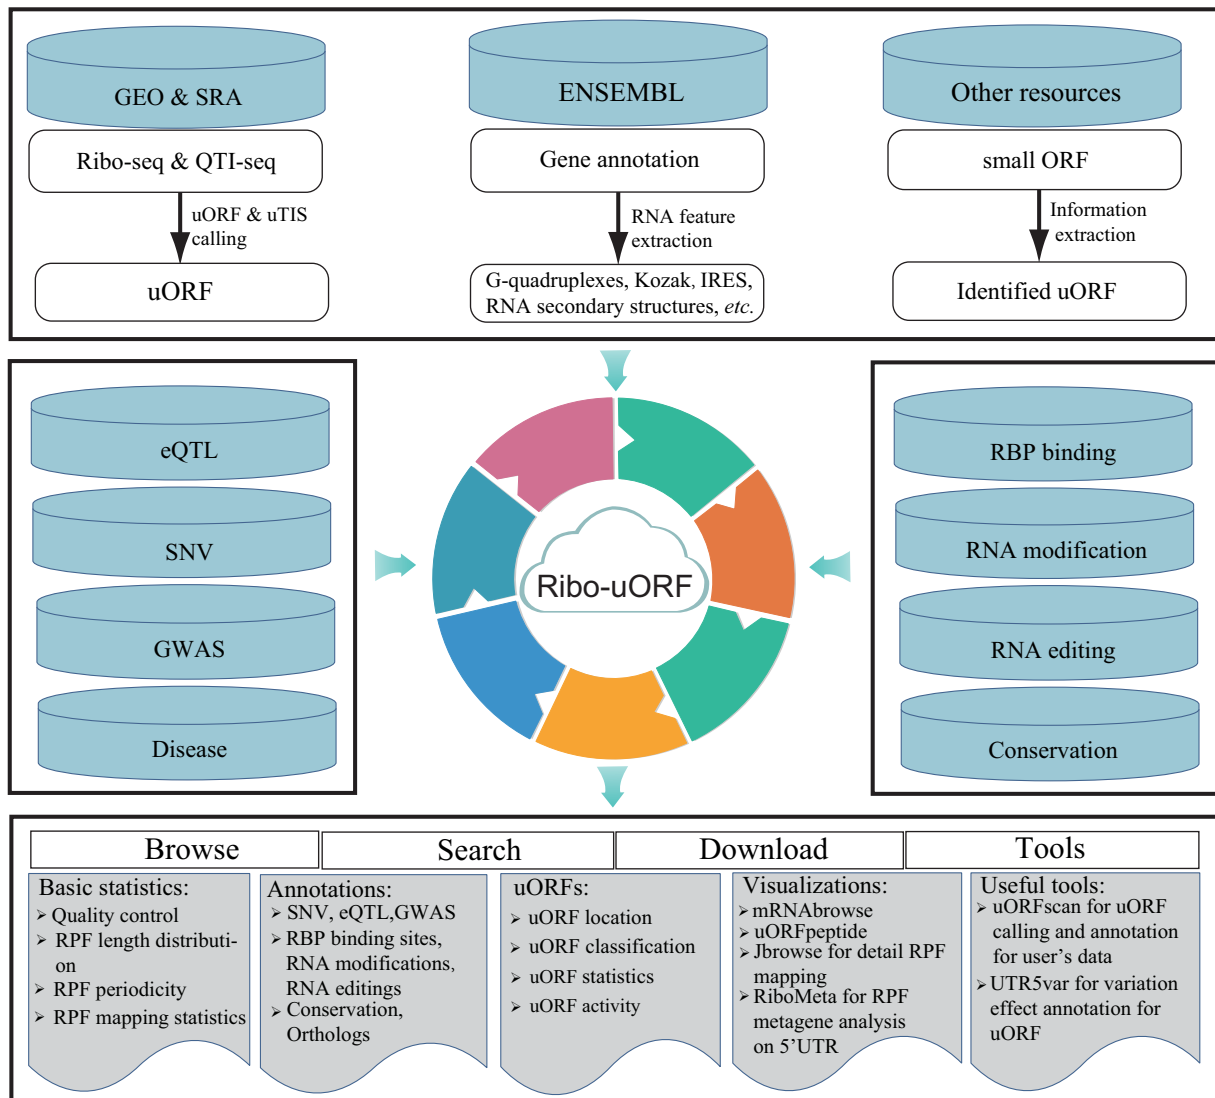 GEO & SRA
Ribo-seq & QTI-seq
uORF & uTIS
calling
uORF
ENSEMBL
Gene annotation
RNA feature
extraction
G-quadruplexes, Kozak, IRES,
RNA secondary structures, etc.
Other resources
small ORF
Information
extraction
Identified uORF
eQTL
SNV
GWAS
Disease
Ribo-uORF
RBP binding
RNA modification
RNA editing
Conservation
Browse
Search
Download
Tools
Basic statistics:
➢ Quality control
➢ RPF length distributi-
on
➢ RPF periodicity
➢ RPF mapping statistics
Annotations:
➢ SNV, eQTL,GWAS
➢ RBP binding sites,
RNA modifications,
RNA editings
➢ Conservation,
Orthologs
uORFs:
➢ uORF location
➢ uORF classification
➢ uORF statistics
➢ uORF activity
Visualizations:
➢ mRNAbrowse
➢ uORFpeptide
➢ Jbrowse for detail RPF
mapping
➢ RiboMeta for RPF
metagene analysis
on 5’UTR
Useful tools:
➢ uORFscan for uORF
calling and annotation
for user’s data
➢ UTR5var for variation
effect annotation for
uORF